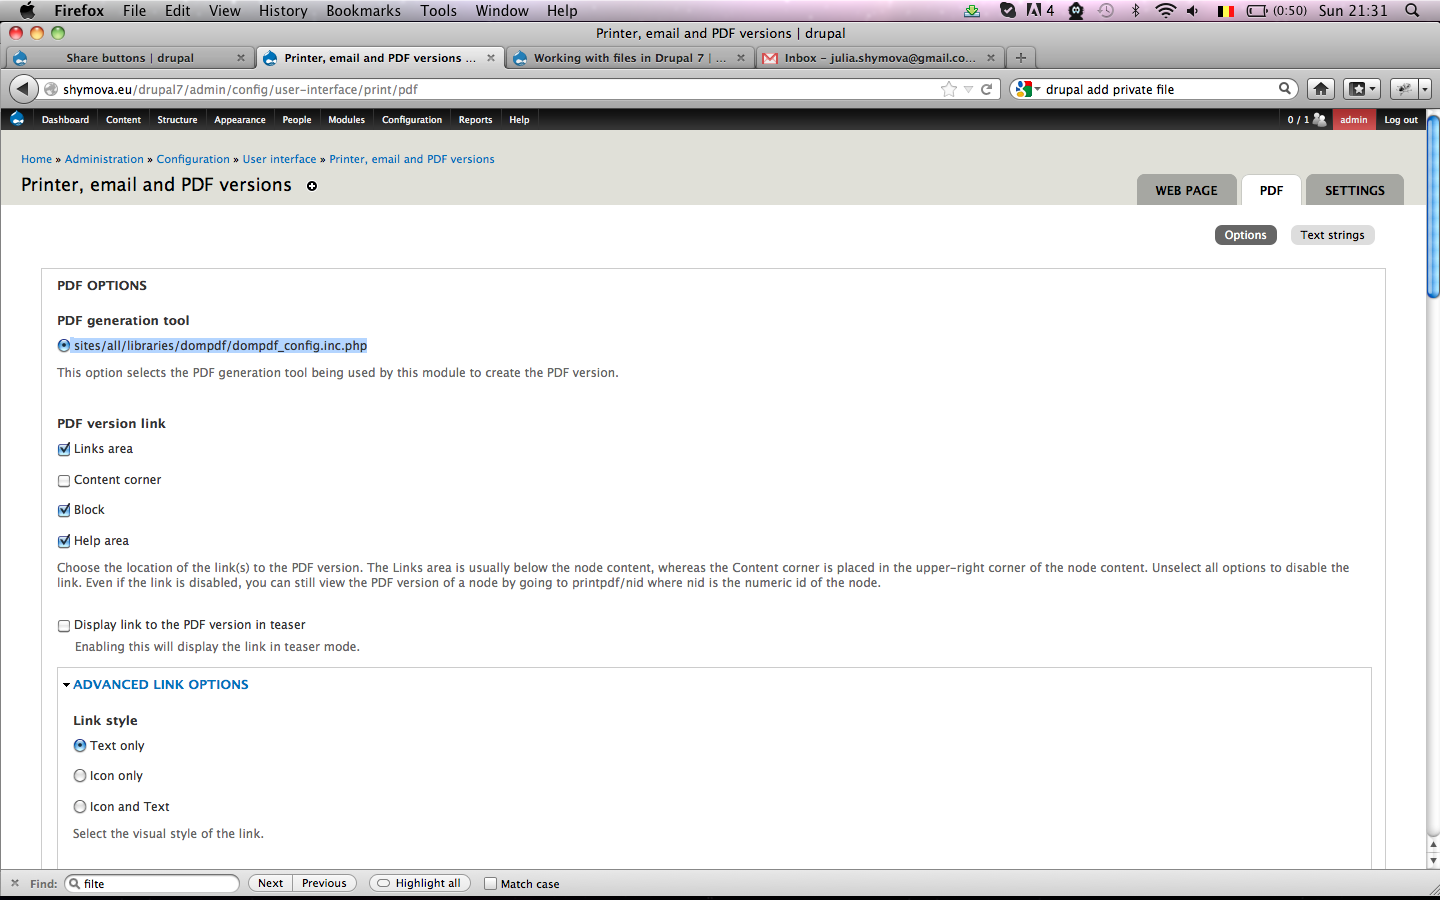 Firefox File Edit View History Bookmarks Tools Window Help 4 (0:50) Sun 21:31
Printer, email and PDF versions | drupal
Share buttons | drupal Printer, email and PDF versions ... Working with files in Drupal 7 | ... Inbox – julia.shymova@gmail.co...
shymova.eu/drupal7/admin/config/user-interface/print/pdf drupal add private file
Dashboard Content Structure Appearance People Modules Configuration Reports Help 0 / 1 admin Log out
Home » Administration » Configuration » User interface » Printer, email and PDF versions
Printer, email and PDF versions
WEB PAGE PDF SETTINGS
Options Text strings
PDF OPTIONS
PDF generation tool
sites/all/libraries/dompdf/dompdf_config.inc.php
This option selects the PDF generation tool being used by this module to create the PDF version.
PDF version link
Links area
Content corner
Block
Help area
Choose the location of the link(s) to the PDF version. The Links area is usually below the node content, whereas the Content corner is placed in the upper-right corner of the node content. Unselect all options to disable the
link. Even if the link is disabled, you can still view the PDF version of a node by going to printpdf/nid where nid is the numeric id of the node.
Display link to the PDF version in teaser
Enabling this will display the link in teaser mode.
ADVANCED LINK OPTIONS
Link style
Text only
Icon only
Icon and Text
Select the visual style of the link.
Find: filte Next Previous Highlight all Match case